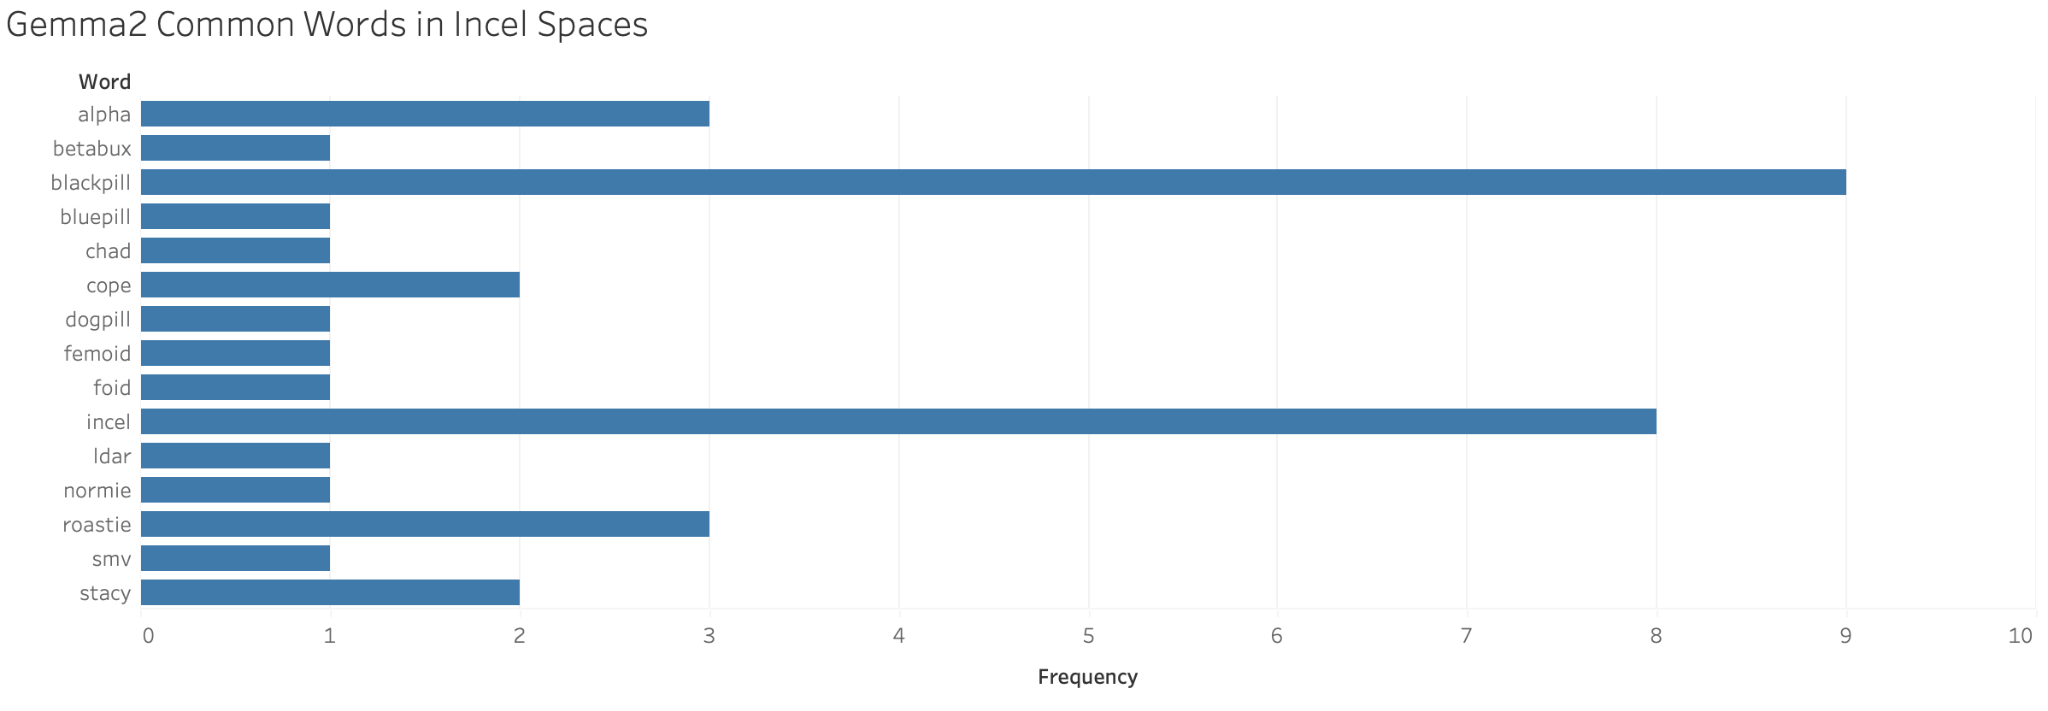 Gemma2 Common Words in Incel Spaces
Word
alpha
betabux
blackpill
bluepill
chad
cope
dogpill
femoid
foid
incel
ldar
normie
roastie
smv
stacy
0 1 2 3 4 5 6 7 8 9 10
Frequency